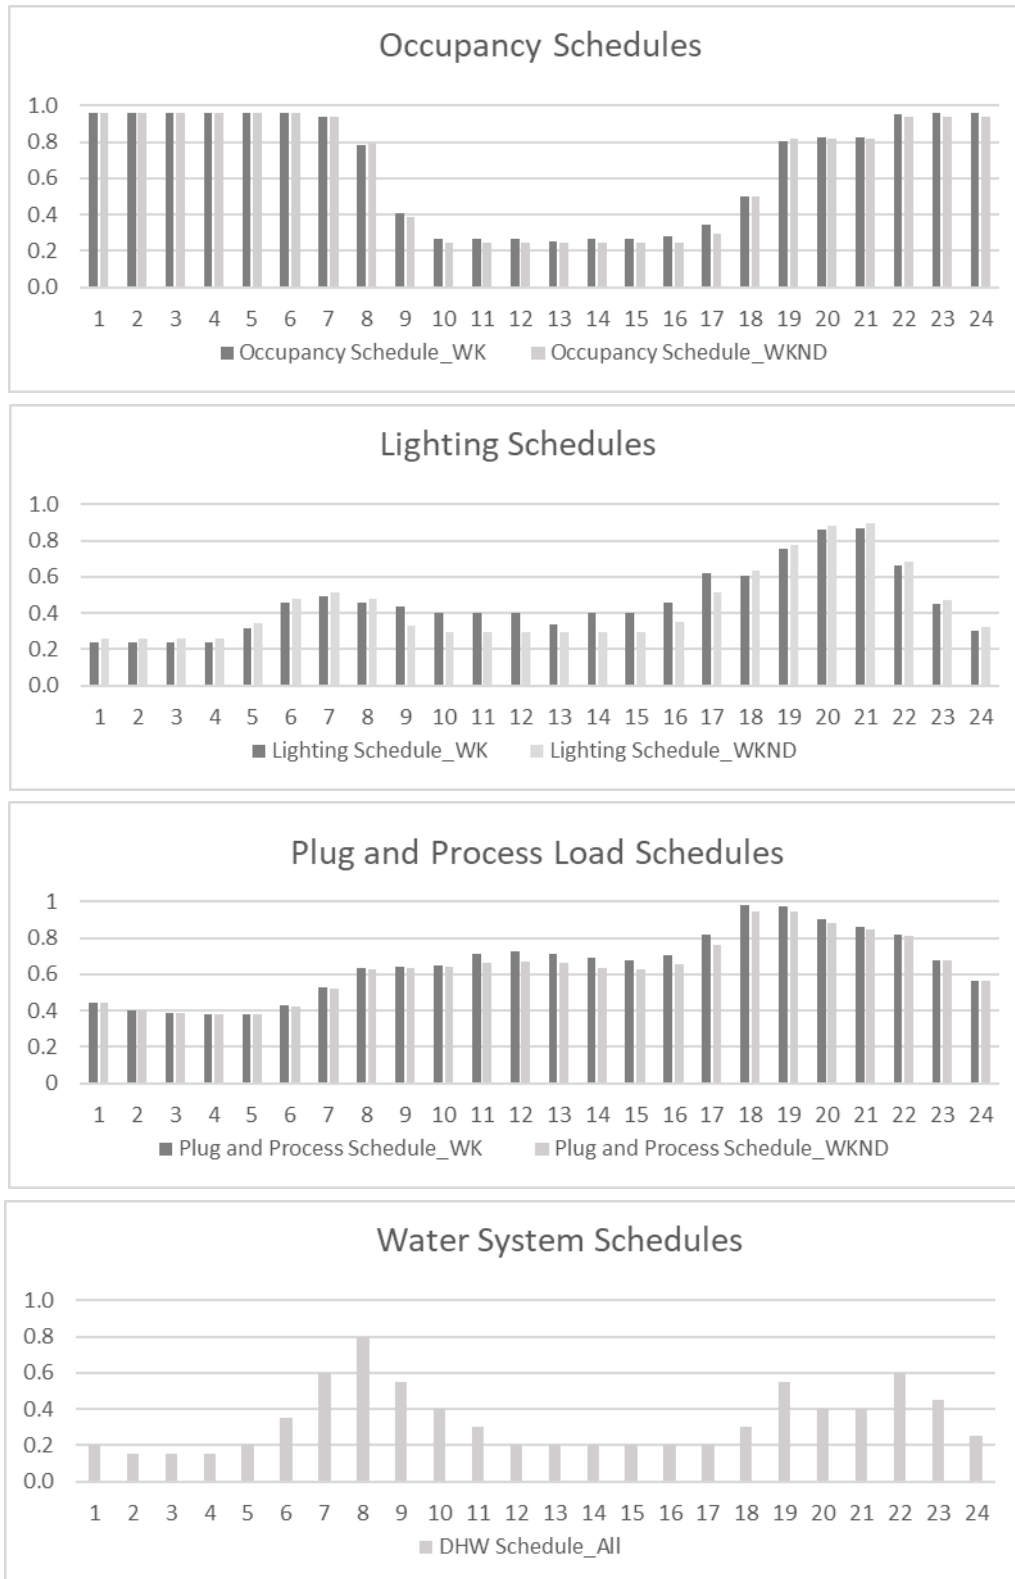 Occupancy Schedules
1.0
0.8
0.6
0.4
0.2
0.0
1 2 3 4 5 6 7 8 9 10 11 12 13 14 15 16 17 18 19 20 21 22 23 24
Occupancy Schedule_WK Occupancy Schedule_WKND
Lighting Schedules
1.0
0.8
0.6
0.4
0.2
0.0
1 2 3 4 5 6 7 8 9 10 11 12 13 14 15 16 17 18 19 20 21 22 23 24
Lighting Schedule_WK Lighting Schedule_WKND
Plug and Process Load Schedules
1
0.8
0.6
0.4
0.2
0
1 2 3 4 5 6 7 8 9 10 11 12 13 14 15 16 17 18 19 20 21 22 23 24
Plug and Process Schedule_WK Plug and Process Schedule_WKND
Water System Schedules
1.0
0.8
0.6
0.4
0.2
0.0
1 2 3 4 5 6 7 8 9 10 11 12 13 14 15 16 17 18 19 20 21 22 23 24
DHW Schedule_All